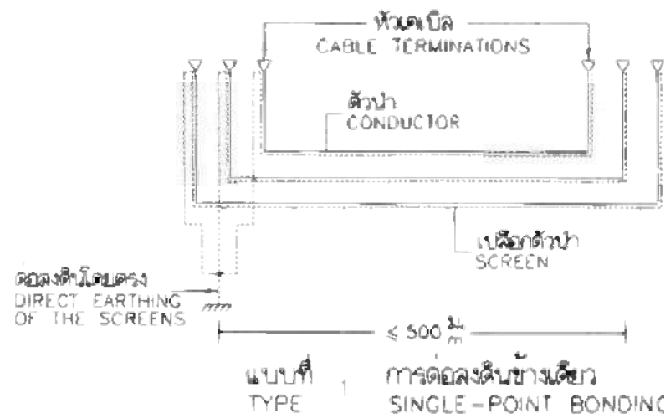 หัวเคเบิล
CABLE TERMINATIONS
ตัวนำ
CONDUCTOR
เปลือกตัวนำ
SCREEN
ต่อลงดินโดยตรง
DIRECT EARTHING
OF THE SCREENS
≤ 500 ม.
m
แบบที่ 1 การต่อลงดินข้างเดียว
TYPE SINGLE-POINT BONDING